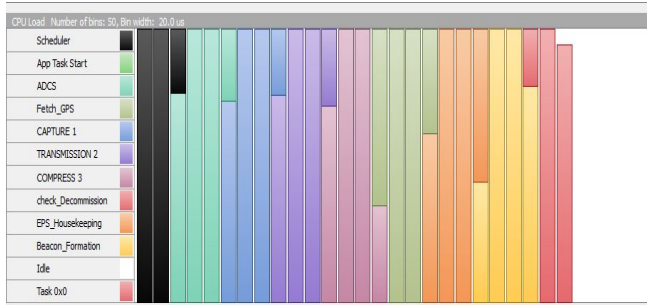 CPU Load Number of bins: 50, Bin width: 20.0 us
Scheduler
App Task Start
ADCS
Fetch_GPS
CAPTURE 1
TRANSMISSION 2
COMPRESS 3
check_Decommission
EPS_Housekeeping
Beacon_Formation
Idle
Task 0x0